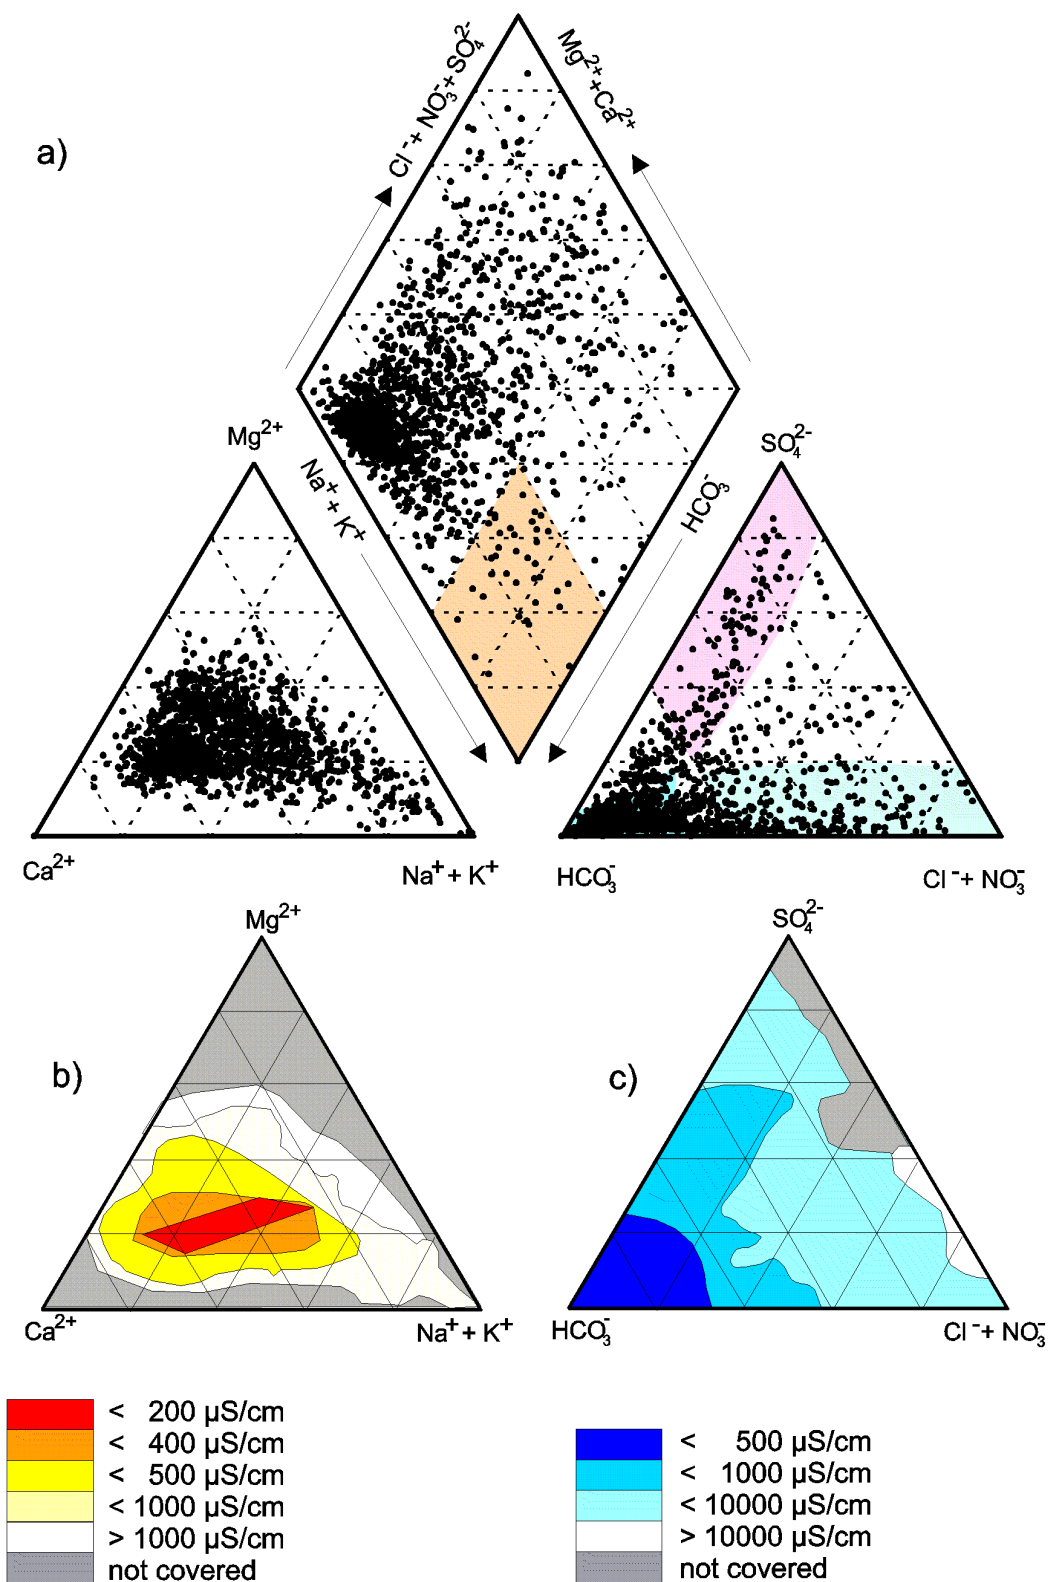 a)
Cl⁻ + NO₃⁻ + SO₄²⁻
Mg²⁺ + Ca²⁺
Na⁺ + K⁺
HCO₃⁻
Mg²⁺
SO₄²⁻
Ca²⁺
Na⁺ + K⁺
HCO₃⁻
Cl⁻ + NO₃⁻
Mg²⁺
SO₄²⁻
b)
c)
Ca²⁺
Na⁺ + K⁺
HCO₃⁻
Cl⁻ + NO₃⁻
< 200 µS/cm
< 400 µS/cm
< 500 µS/cm
< 1000 µS/cm
> 1000 µS/cm
not covered
< 500 µS/cm
< 1000 µS/cm
< 10000 µS/cm
> 10000 µS/cm
not covered